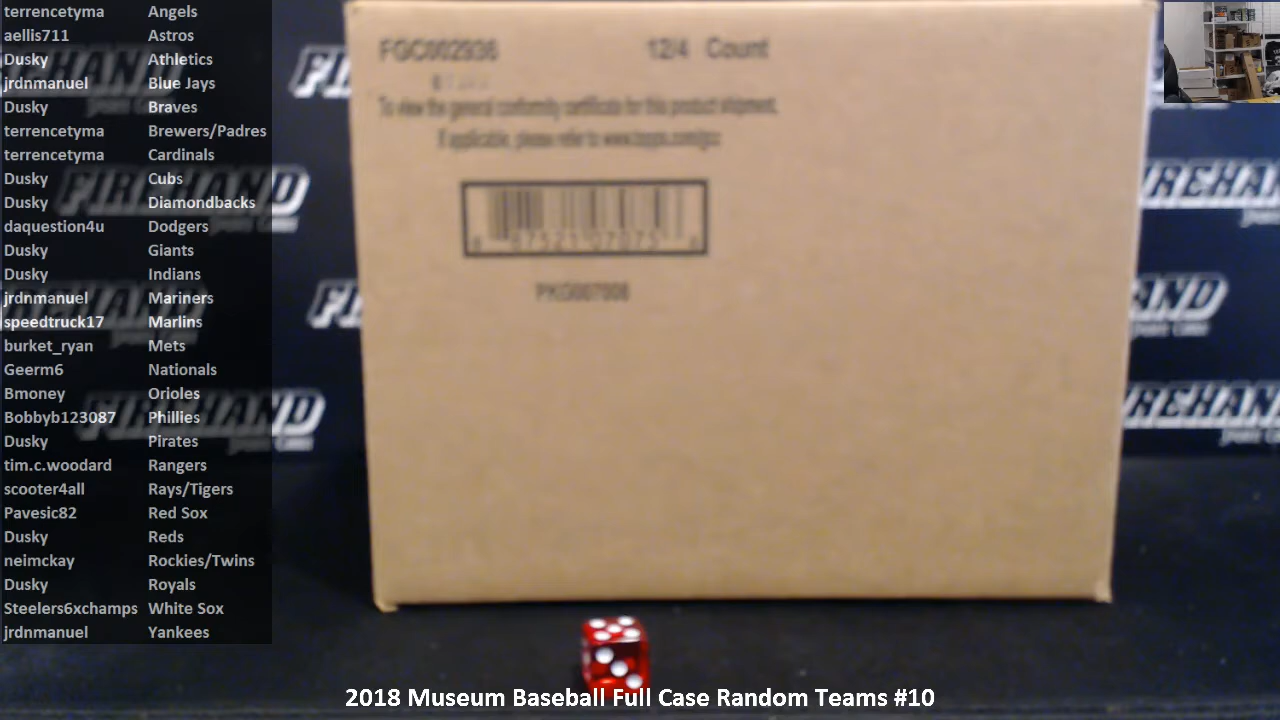 terrencetyma Angels
aellis711 Astros
Dusky Athletics
jrdnmanuel Blue Jays
Dusky Braves
terrencetyma Brewers/Padres
terrencetyma Cardinals
Dusky Cubs
Dusky Diamondbacks
daquestion4u Dodgers
Dusky Giants
Dusky Indians
jrdnmanuel Mariners
speedtruck17 Marlins
burket_ryan Mets
Geerm6 Nationals
Bmoney Orioles
Bobbyb123087 Phillies
Dusky Pirates
tim.c.woodard Rangers
scooter4all Rays/Tigers
Pavesic82 Red Sox
Dusky Reds
neimckay Rockies/Twins
Dusky Royals
Steelers6xchamps White Sox
jrdnmanuel Yankees
FGC002936 12/4 Count
To view the general conformity certificate for this product shipment,
if applicable, please refer to www.topps.com/gcc
FIREHAND
FIREHAND
FIREHAND
2018 Museum Baseball Full Case Random Teams #10